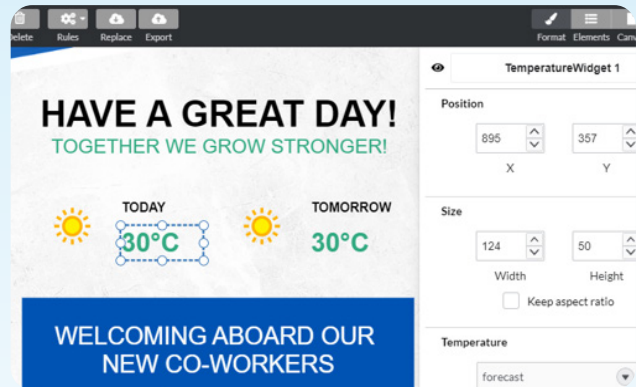 Delete Rules Replace Export Format Elements
TemperatureWidget 1
HAVE A GREAT DAY!
TOGETHER WE GROW STRONGER!
TODAY
30°C
TOMORROW
30°C
WELCOMING ABOARD OUR
NEW CO-WORKERS
Position
895 357
X Y
Size
124 50
Width Height
Keep aspect ratio
Temperature
forecast